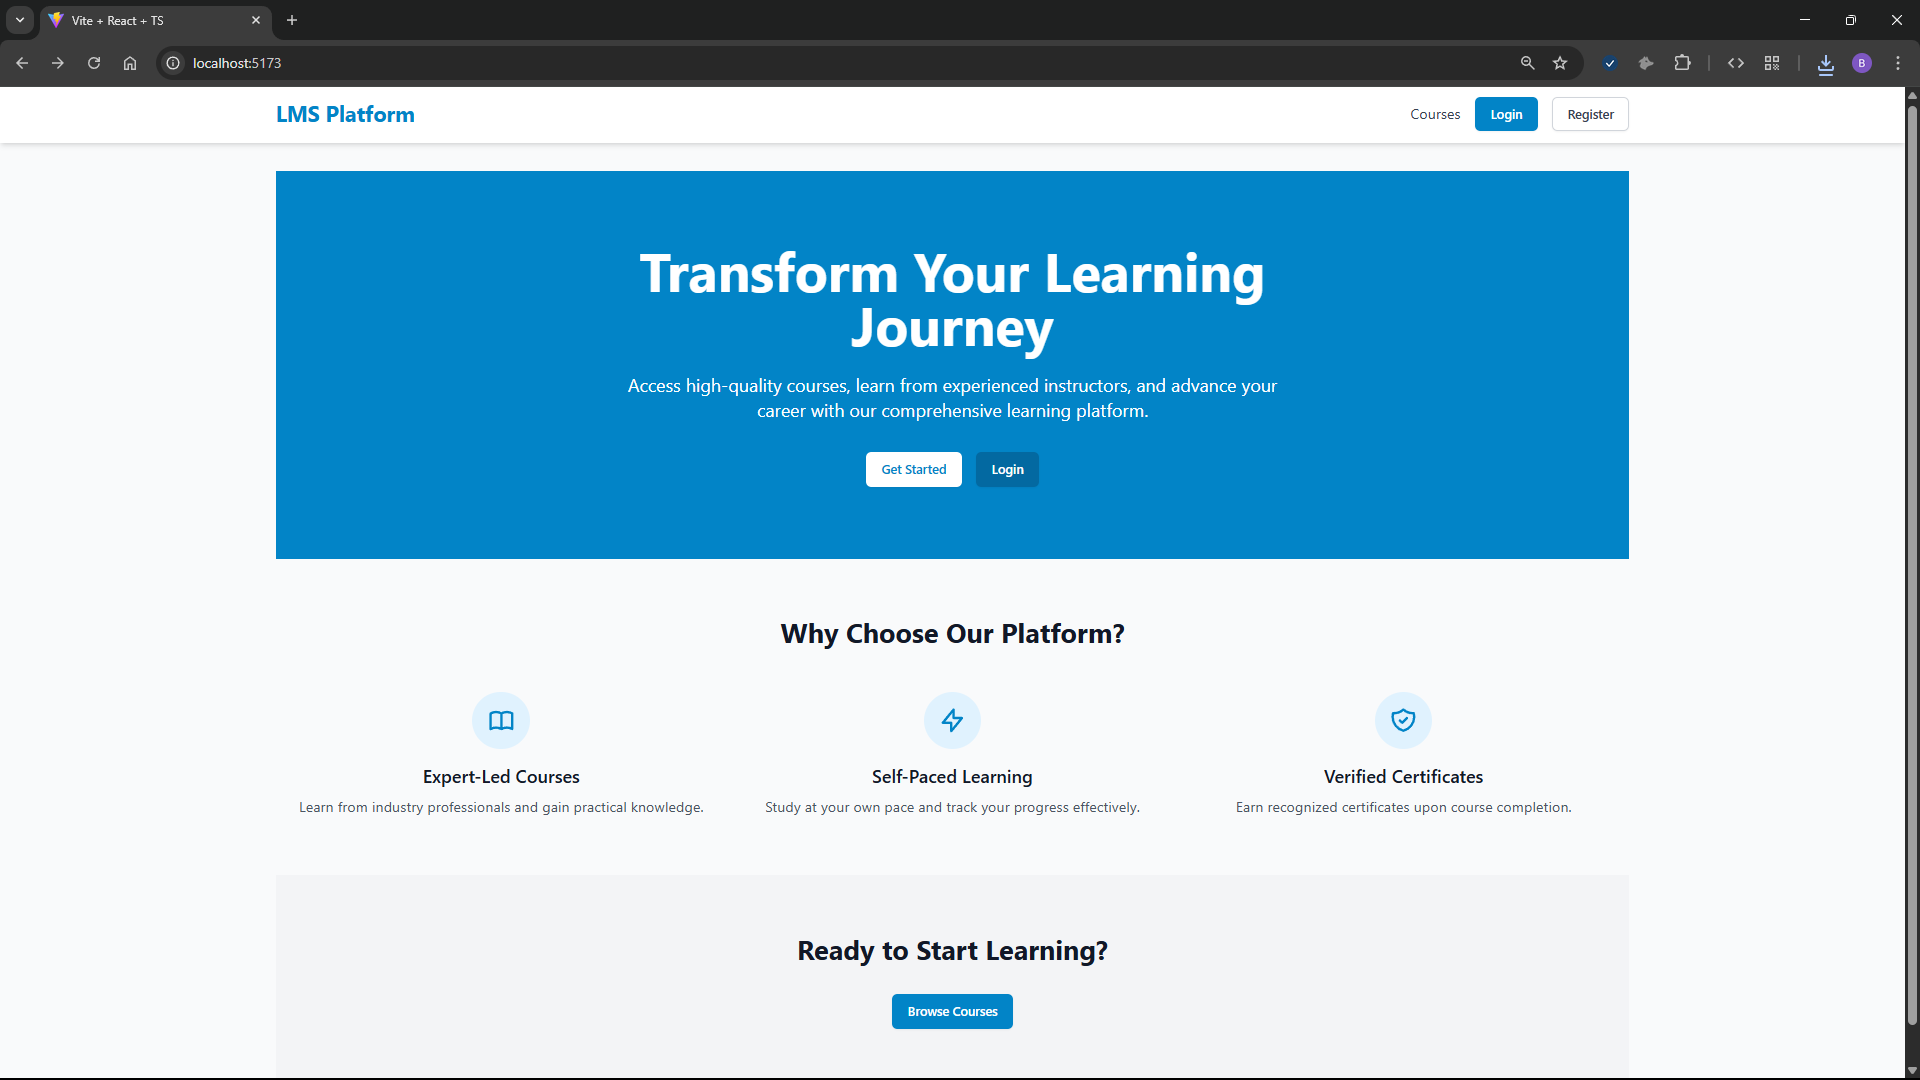 Vite + React + TS
localhost:5173
B
LMS Platform
Courses
Login
Register
Transform Your Learning
Journey
Access high-quality courses, learn from experienced instructors, and advance your
career with our comprehensive learning platform.
Get Started
Login
Why Choose Our Platform?
Expert-Led Courses
Learn from industry professionals and gain practical knowledge.
Self-Paced Learning
Study at your own pace and track your progress effectively.
Verified Certificates
Earn recognized certificates upon course completion.
Ready to Start Learning?
Browse Courses